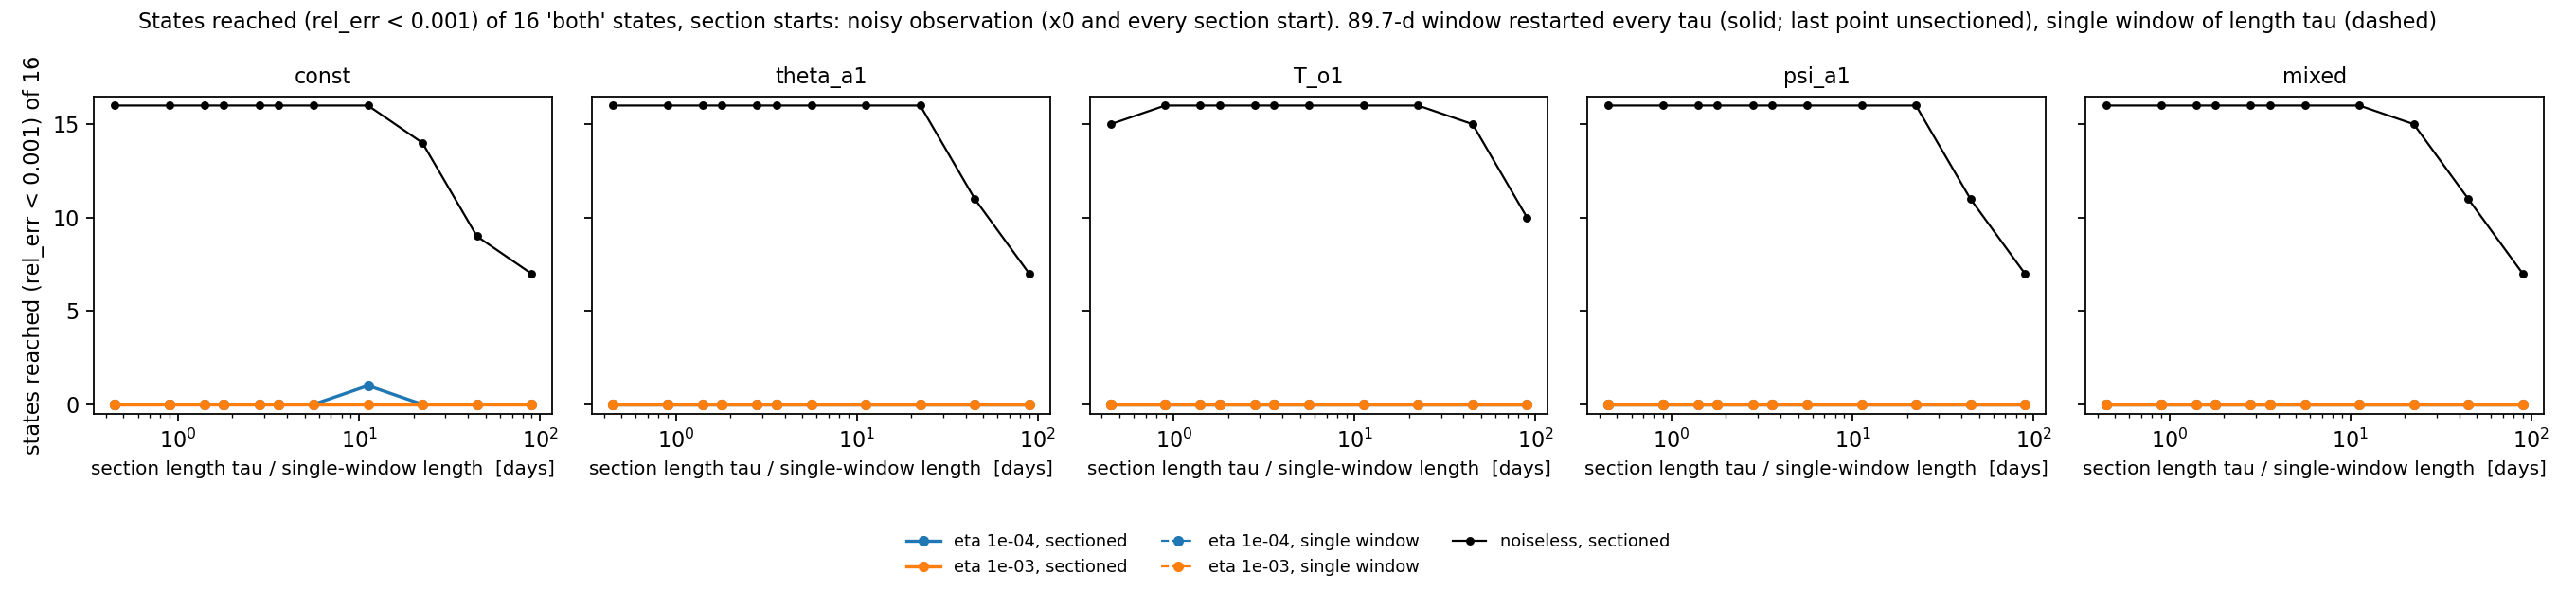 States reached (rel_err < 0.001) of 16 'both' states, section starts: noisy observation (x0 and every section start). 89.7-d window restarted every tau (solid; last point unsectioned), single window of length tau (dashed)
const
theta_a1
T_o1
psi_a1
mixed
states reached (rel_err < 0.001) of 16
15
10
5
0
10⁰ 10¹ 10²
10⁰ 10¹ 10²
10⁰ 10¹ 10²
10⁰ 10¹ 10²
10⁰ 10¹ 10²
section length tau / single-window length [days]
section length tau / single-window length [days]
section length tau / single-window length [days]
section length tau / single-window length [days]
section length tau / single-window length [days]
eta 1e-04, sectioned
eta 1e-03, sectioned
eta 1e-04, single window
eta 1e-03, single window
noiseless, sectioned